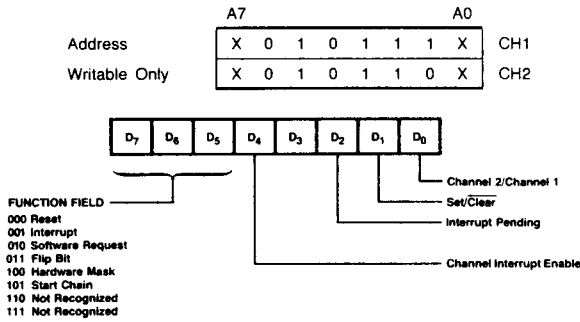 A7 A0
Address X 0 1 0 1 1 1 X CH1
Writable Only X 0 1 0 1 1 0 X CH2
D7 D6 D5 D4 D3 D2 D1 D0
Channel 2/Channel 1
Set/Clear
Interrupt Pending
Channel Interrupt Enable
FUNCTION FIELD
000 Reset
001 Interrupt
010 Software Request
011 Flip Bit
100 Hardware Mask
101 Start Chain
110 Not Recognized
111 Not Recognized